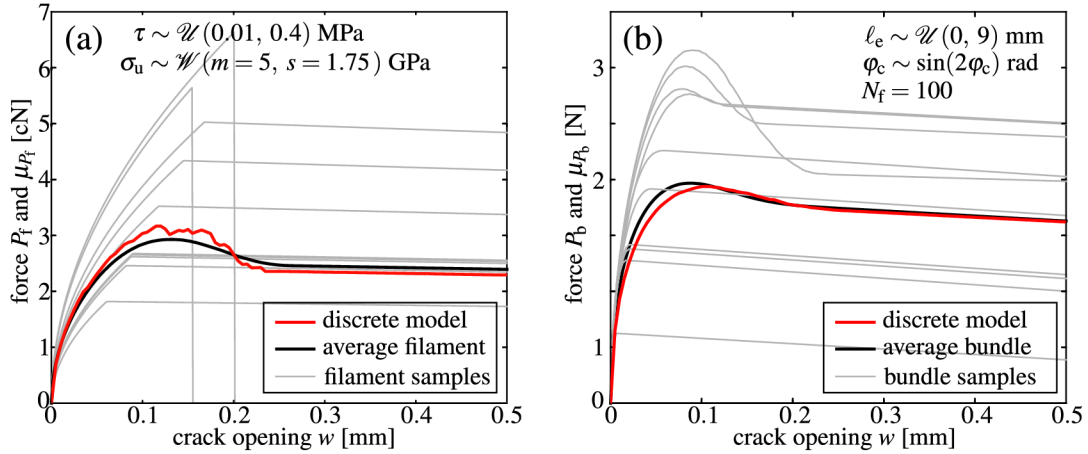 (a)
τ ~ 𝒰(0.01, 0.4) MPa
σu ~ 𝒲(m = 5, s = 1.75) GPa
force Pf and μPf [cN]
7
6
5
4
3
2
1
0
discrete model
average filament
filament samples
0 0.1 0.2 0.3 0.4 0.5
crack opening w [mm]
(b)
ℓe ~ 𝒰(0, 9) mm
φc ~ sin(2φc) rad
Nf = 100
force Pb and μPb [N]
3
2
1
0
discrete model
average bundle
bundle samples
0 0.1 0.2 0.3 0.4 0.5
crack opening w [mm]